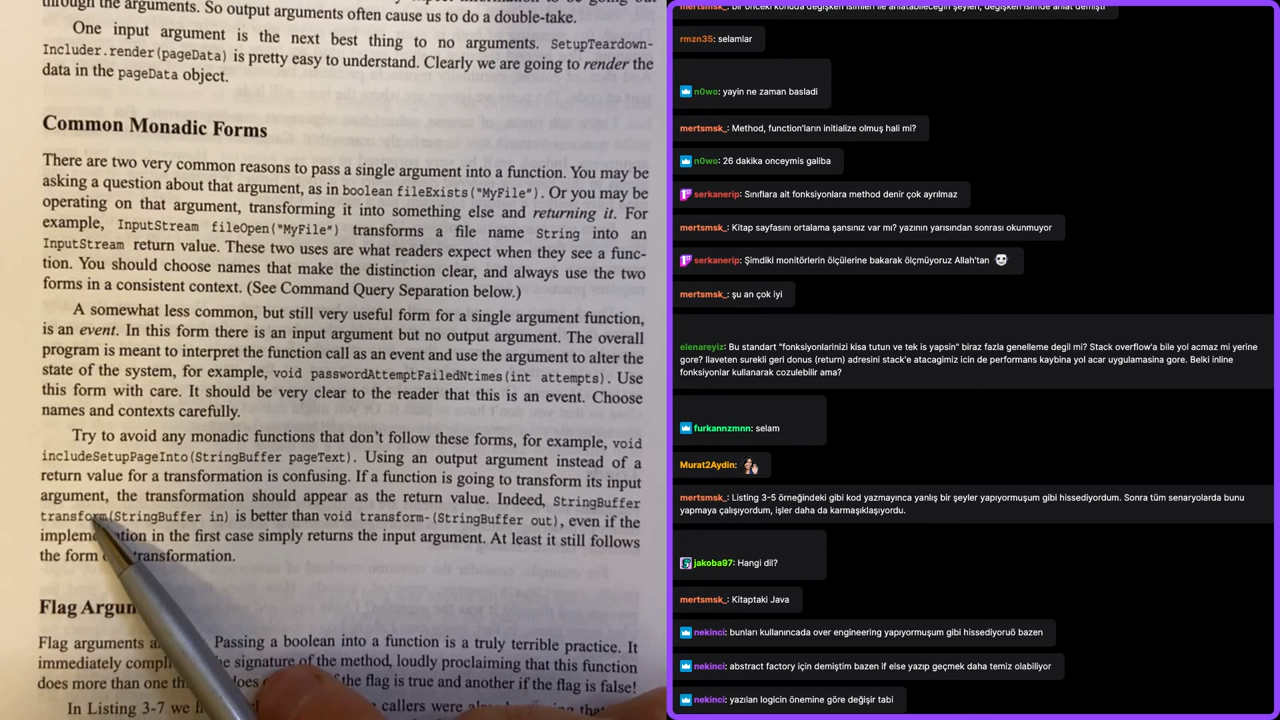 through the arguments. So output arguments often cause us to do a double-take.
One input argument is the next best thing to no arguments. SetupTeardown-
Includer.render(pageData) is pretty easy to understand. Clearly we are going to render the
data in the pageData object.
Common Monadic Forms
There are two very common reasons to pass a single argument into a function. You may be
asking a question about that argument, as in boolean fileExists("MyFile"). Or you may be
operating on that argument, transforming it into something else and returning it. For
example, InputStream fileOpen("MyFile") transforms a file name String into an
InputStream return value. These two uses are what readers expect when they see a func-
tion. You should choose names that make the distinction clear, and always use the two
forms in a consistent context. (See Command Query Separation below.)
A somewhat less common, but still very useful form for a single argument function,
is an event. In this form there is an input argument but no output argument. The overall
program is meant to interpret the function call as an event and use the argument to alter the
state of the system, for example, void passwordAttemptFailedNtimes(int attempts). Use
this form with care. It should be very clear to the reader that this is an event. Choose
names and contexts carefully.
Try to avoid any monadic functions that don't follow these forms, for example, void
includeSetupPageInto(StringBuffer pageText). Using an output argument instead of a
return value for a transformation is confusing. If a function is going to transform its input
argument, the transformation should appear as the return value. Indeed, StringBuffer
transform(StringBuffer in) is better than void transform-(StringBuffer out), even if the
implem tion in the first case simply returns the input argument. At least it still follows
the form transformation.
Flag Argum
Flag arguments Passing a boolean into a function is a truly terrible practice. It
immediately compl e signature of the method, loudly proclaiming that this function
does more than one th does if the flag is true and another if the flag is false!
In Listing 3-7 we callers were
mertsmsk_: bir önceki konuda değişken isimleri ile anlatabileceğin şeyleri, değişken isimde anlat demişti
rmzn35: selamlar
n0wo: yayin ne zaman basladi
mertsmsk_: Method, function'ların initialize olmuş hali mi?
n0wo: 26 dakika onceymis galiba
serkanerip: Sınıflara ait fonksiyonlara method denir çok ayrılmaz
mertsmsk_: Kitap sayfasını ortalama şansınız var mı? yazının yarısından sonrası okunmuyor
serkanerip: Şimdiki monitörlerin ölçülerine bakarak ölçmüyoruz Allah'tan
mertsmsk_: şu an çok iyi
elenareyiz: Bu standart "fonksiyonlarinizi kisa tutun ve tek is yapsin" biraz fazla genelleme degil mi? Stack overflow'a bile yol acmaz mi yerine
gore? Ilaveten surekli geri donus (return) adresini stack'e atacagimiz icin de performans kaybina yol acar uygulamasina gore. Belki inline
fonksiyonlar kullanarak cozulebilir ama?
furkannzmnn: selam
Murat2Aydin:
mertsmsk_: Listing 3-5 örneğindeki gibi kod yazmayınca yanlış bir şeyler yapıyormuşum gibi hissediyordum. Sonra tüm senaryolarda bunu
yapmaya çalışıyordum, işler daha da karmaşıklaşıyordu.
jakoba97: Hangi dil?
mertsmsk_: Kitaptaki Java
nekinci: bunları kullanıncada over engineering yapıyormuşum gibi hissediyoruö bazen
nekinci: abstract factory için demiştim bazen if else yazıp geçmek daha temiz olabiliyor
nekinci: yazılan logicin önemine göre değişir tabi